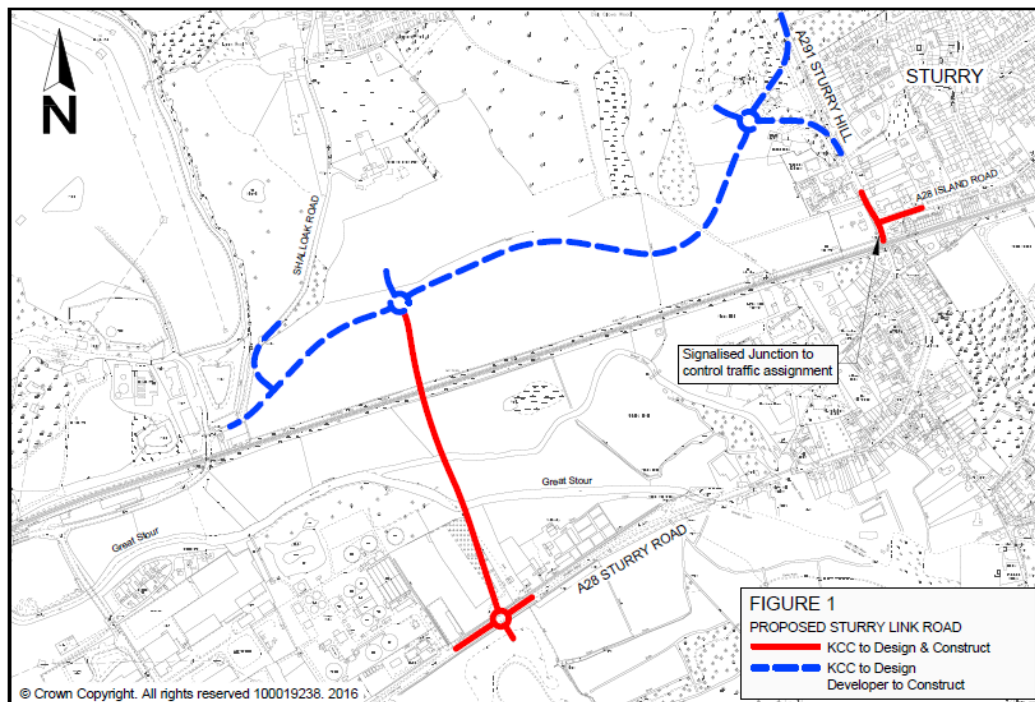 N
A291 STURRY HILL
STURRY
A28 ISLAND ROAD
SHALLOAK ROAD
Signalised Junction to
control traffic assignment
Great Stour
Great Stour
A28 STURRY ROAD
FIGURE 1
PROPOSED STURRY LINK ROAD
KCC to Design & Construct
KCC to Design
Developer to Construct
© Crown Copyright. All rights reserved 100019238. 2016